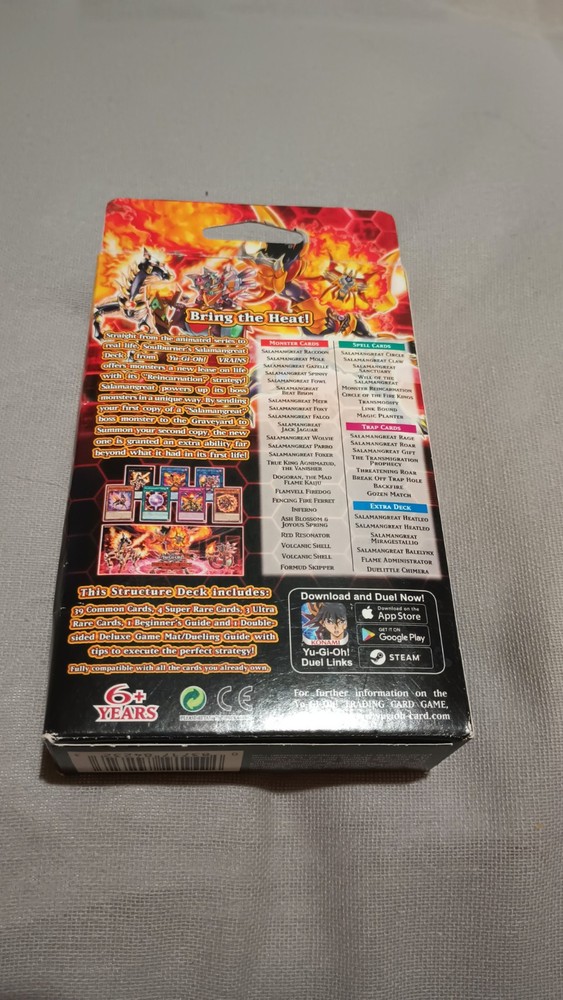 Bring the Heat!
Straight from the animated series to
real life, Soulburner's Salamangreat
Deck from Yu-Gi-Oh! VRAINS
offers monsters a new lease on life
with its "Reincarnation" strategy!
Salamangreat powers up its boss
monsters in a unique way. By sending
your first copy of a "Salamangreat"
boss monster to the Graveyard to
Summon your second copy, the new
one is granted an extra ability far
beyond what it had in its first life!
MONSTER CARDS
SALAMANGREAT RACCOON
SALAMANGREAT MOLE
SALAMANGREAT GAZELLE
SALAMANGREAT SPINNY
SALAMANGREAT FOWL
SALAMANGREAT
BEAT BISON
SALAMANGREAT MEER
SALAMANGREAT FOXY
SALAMANGREAT FALCO
SALAMANGREAT
JACK JAGUAR
SALAMANGREAT WOLVIE
SALAMANGREAT PARRO
SALAMANGREAT FOXER
TRUE KING AGNIMAZUD,
THE VANISHER
DOGORAN, THE MAD
FLAME KAIJU
FLAMVELL FIREDOG
FENCING FIRE FERRET
INFERNO
ASH BLOSSOM &
JOYOUS SPRING
RED RESONATOR
VOLCANIC SHELL
VOLCANIC SHELL
FORMUD SKIPPER
SPELL CARDS
SALAMANGREAT CIRCLE
SALAMANGREAT CLAW
SALAMANGREAT
SANCTUARY
WILL OF THE
SALAMANGREAT
MONSTER REINCARNATION
CIRCLE OF THE FIRE KINGS
TRANSMODIFY
LINK BOUND
MAGIC PLANTER
TRAP CARDS
SALAMANGREAT RAGE
SALAMANGREAT ROAR
SALAMANGREAT GIFT
THE TRANSMIGRATION
PROPHECY
THREATENING ROAR
BREAK OFF TRAP HOLE
BACKFIRE
GOZEN MATCH
EXTRA DECK
SALAMANGREAT HEATLEO
SALAMANGREAT HEATLEO
SALAMANGREAT
MIRAGESTALLIO
SALAMANGREAT BALELYNX
FLAME ADMINISTRATOR
DUELITTLE CHIMERA
This Structure Deck includes:
39 Common Cards, 4 Super Rare Cards, 3 Ultra
Rare Cards, 1 Beginner's Guide and 1 Double-
sided Deluxe Game Mat/Dueling Guide with
tips to execute the perfect strategy!
Fully compatible with all the cards you already own.
Download and Duel Now!
KONAMI
Yu-Gi-Oh!
Duel Links
Download on the
App Store
GET IT ON
Google Play
STEAM
6+
YEARS
CE
For further information on the
Yu-Gi-Oh! TRADING CARD GAME,
yugioh-card.com